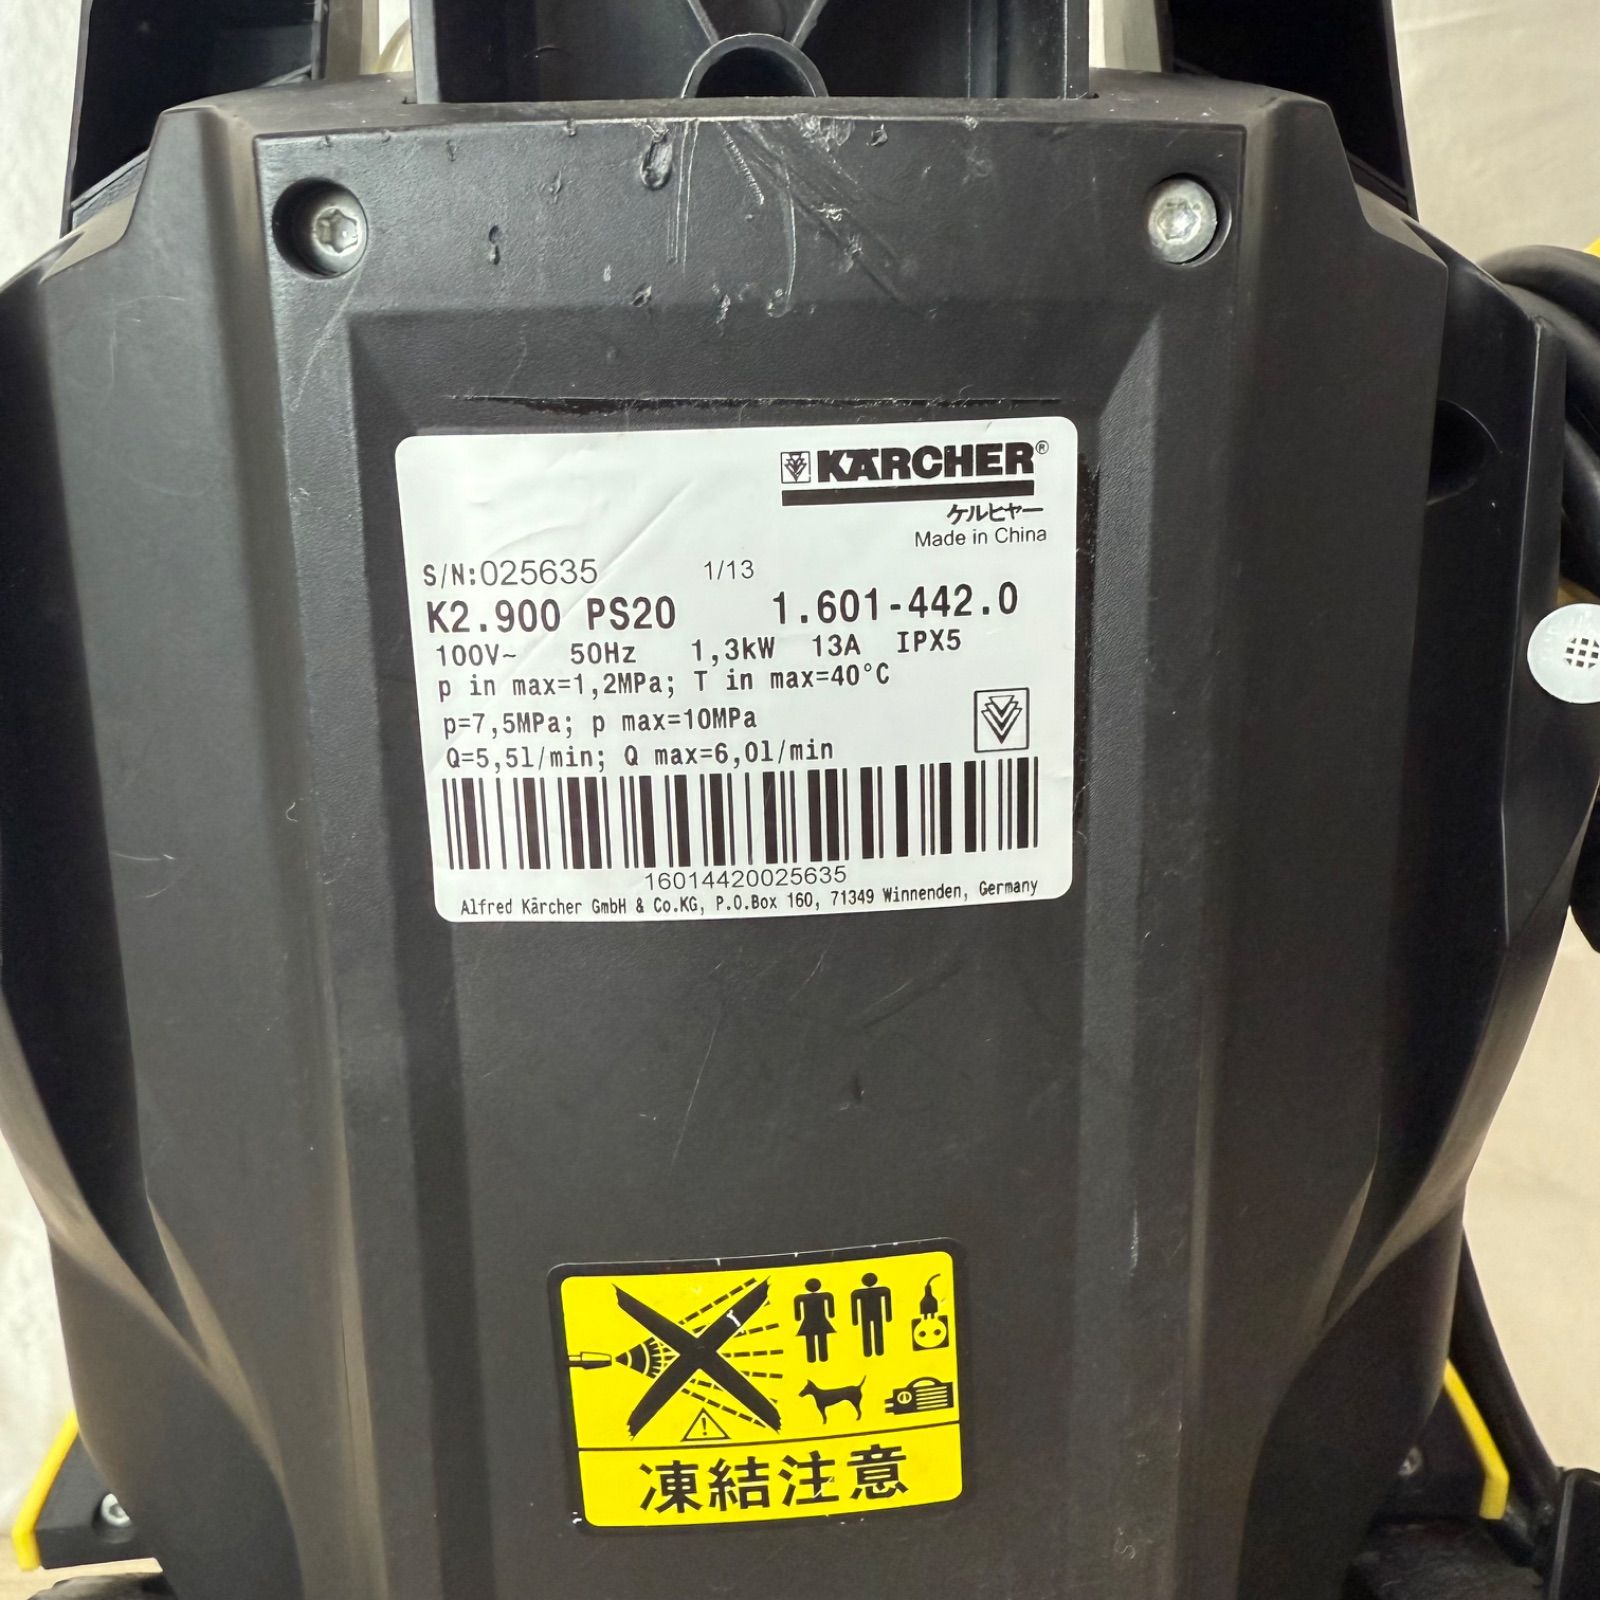 KÄRCHER®
ケルヒャー
Made in China
S/N:025635 1/13
K2.900 PS20 1.601-442.0
100V~ 50Hz 1,3kW 13A IPX5
p in max=1,2MPa; T in max=40°C
p=7,5MPa; p max=10MPa
Q=5,5l/min; Q max=6,0l/min
16014420025635
Alfred Kärcher GmbH & Co.KG, P.O.Box 160, 71349 Winnenden, Germany
凍結注意